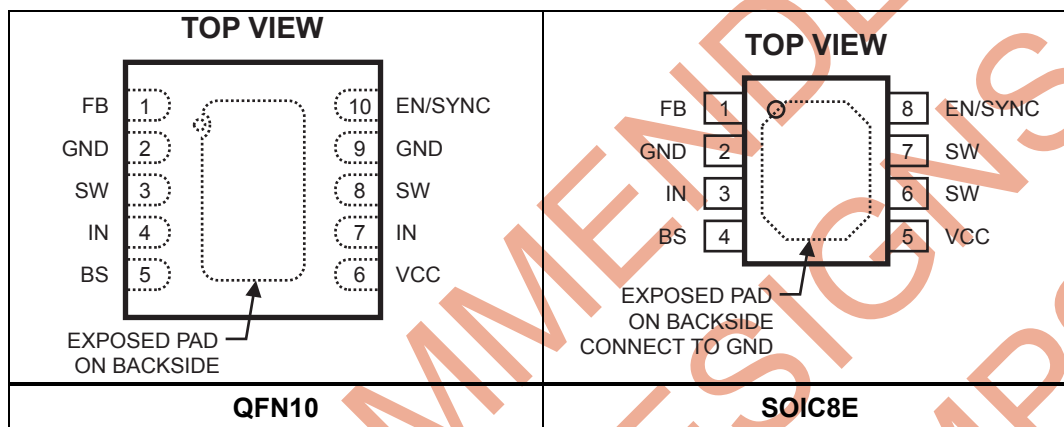 TOP VIEW
FB 1
GND 2
SW 3
IN 4
BS 5
10 EN/SYNC
9 GND
8 SW
7 IN
6 VCC
EXPOSED PAD
ON BACKSIDE
QFN10
TOP VIEW
FB 1
GND 2
IN 3
BS 4
8 EN/SYNC
7 SW
6 SW
5 VCC
EXPOSED PAD
ON BACKSIDE
CONNECT TO GND
SOIC8E